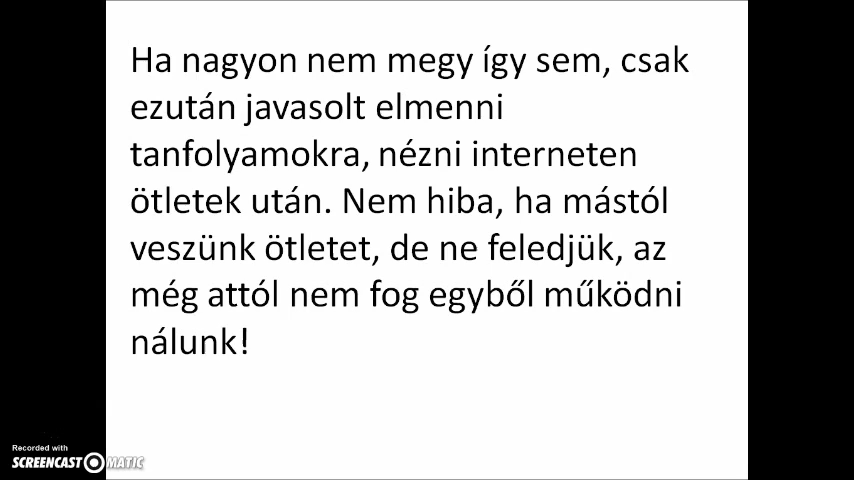 Ha nagyon nem megy így sem, csak
ezután javasolt elmenni
tanfolyamokra, nézni interneten
ötletek után. Nem hiba, ha mástól
veszünk ötletet, de ne feledjük, az
még attól nem fog egyből működni
nálunk!
Recorded with
SCREENCAST MATIC